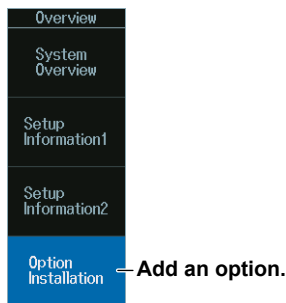 Overview
System
Overview
Setup
Information1
Setup
Information2
Option
Installation
Add an option.